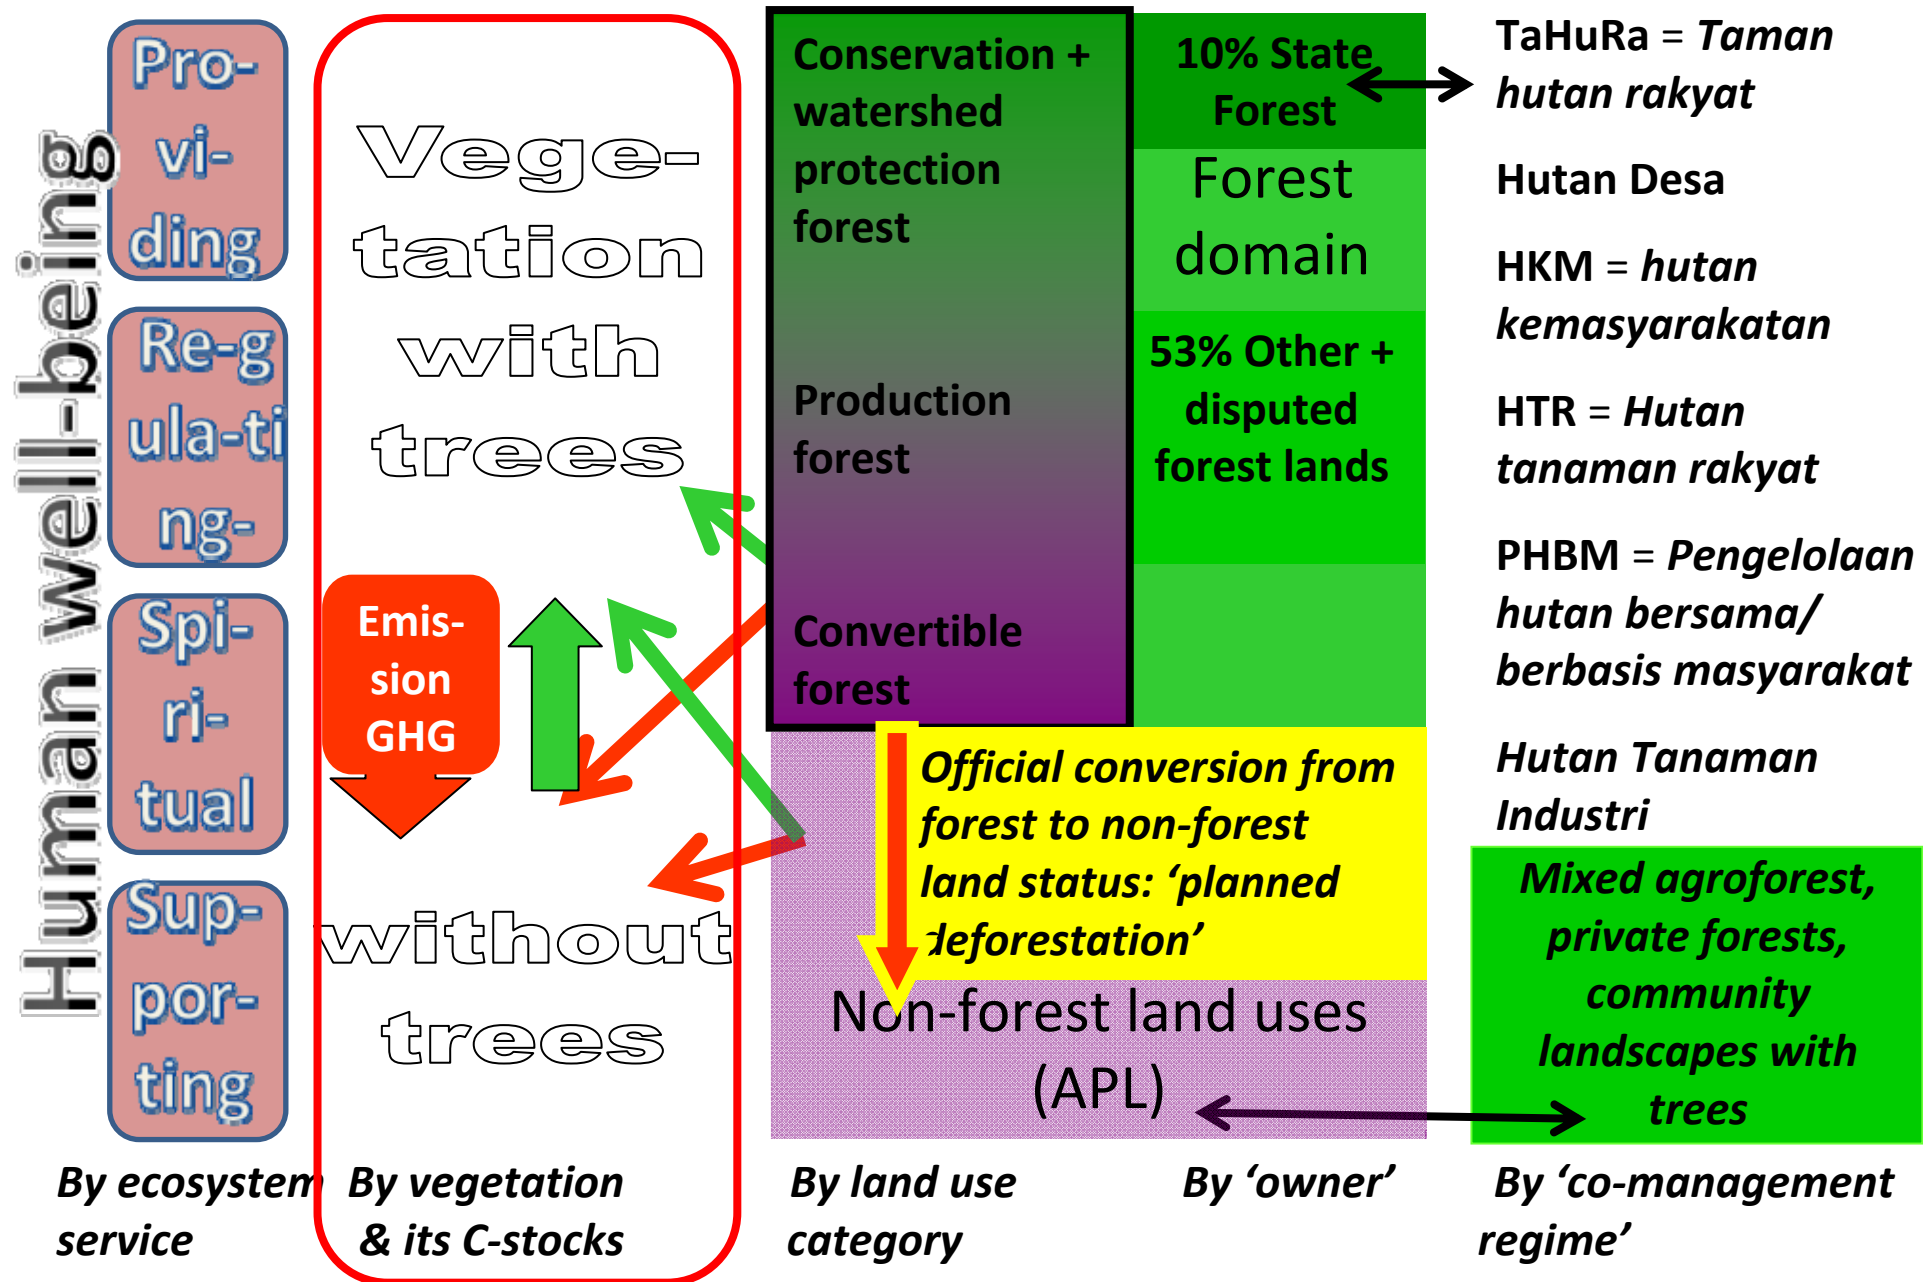 Human well-being
Pro-
vi-
ding
Re-g
ula-ti
ng-
Spi-
ri-
tual
Sup-
por-
ting
By ecosystem
service
Vege-
tation
with
trees
Emis-
sion
GHG
without
trees
By vegetation
& its C-stocks
Conservation +
watershed
protection
forest
Production
forest
Convertible
forest
10% State
Forest
Forest
domain
53% Other +
disputed
forest lands
Official conversion from
forest to non-forest
land status: ‘planned
deforestation’
Non-forest land uses
(APL)
By land use
category
By ‘owner’
TaHuRa = Taman
hutan rakyat
Hutan Desa
HKM = hutan
kemasyarakatan
HTR = Hutan
tanaman rakyat
PHBM = Pengelolaan
hutan bersama/
berbasis masyarakat
Hutan Tanaman
Industri
Mixed agroforest,
private forests,
community
landscapes with
trees
By ‘co-management
regime’